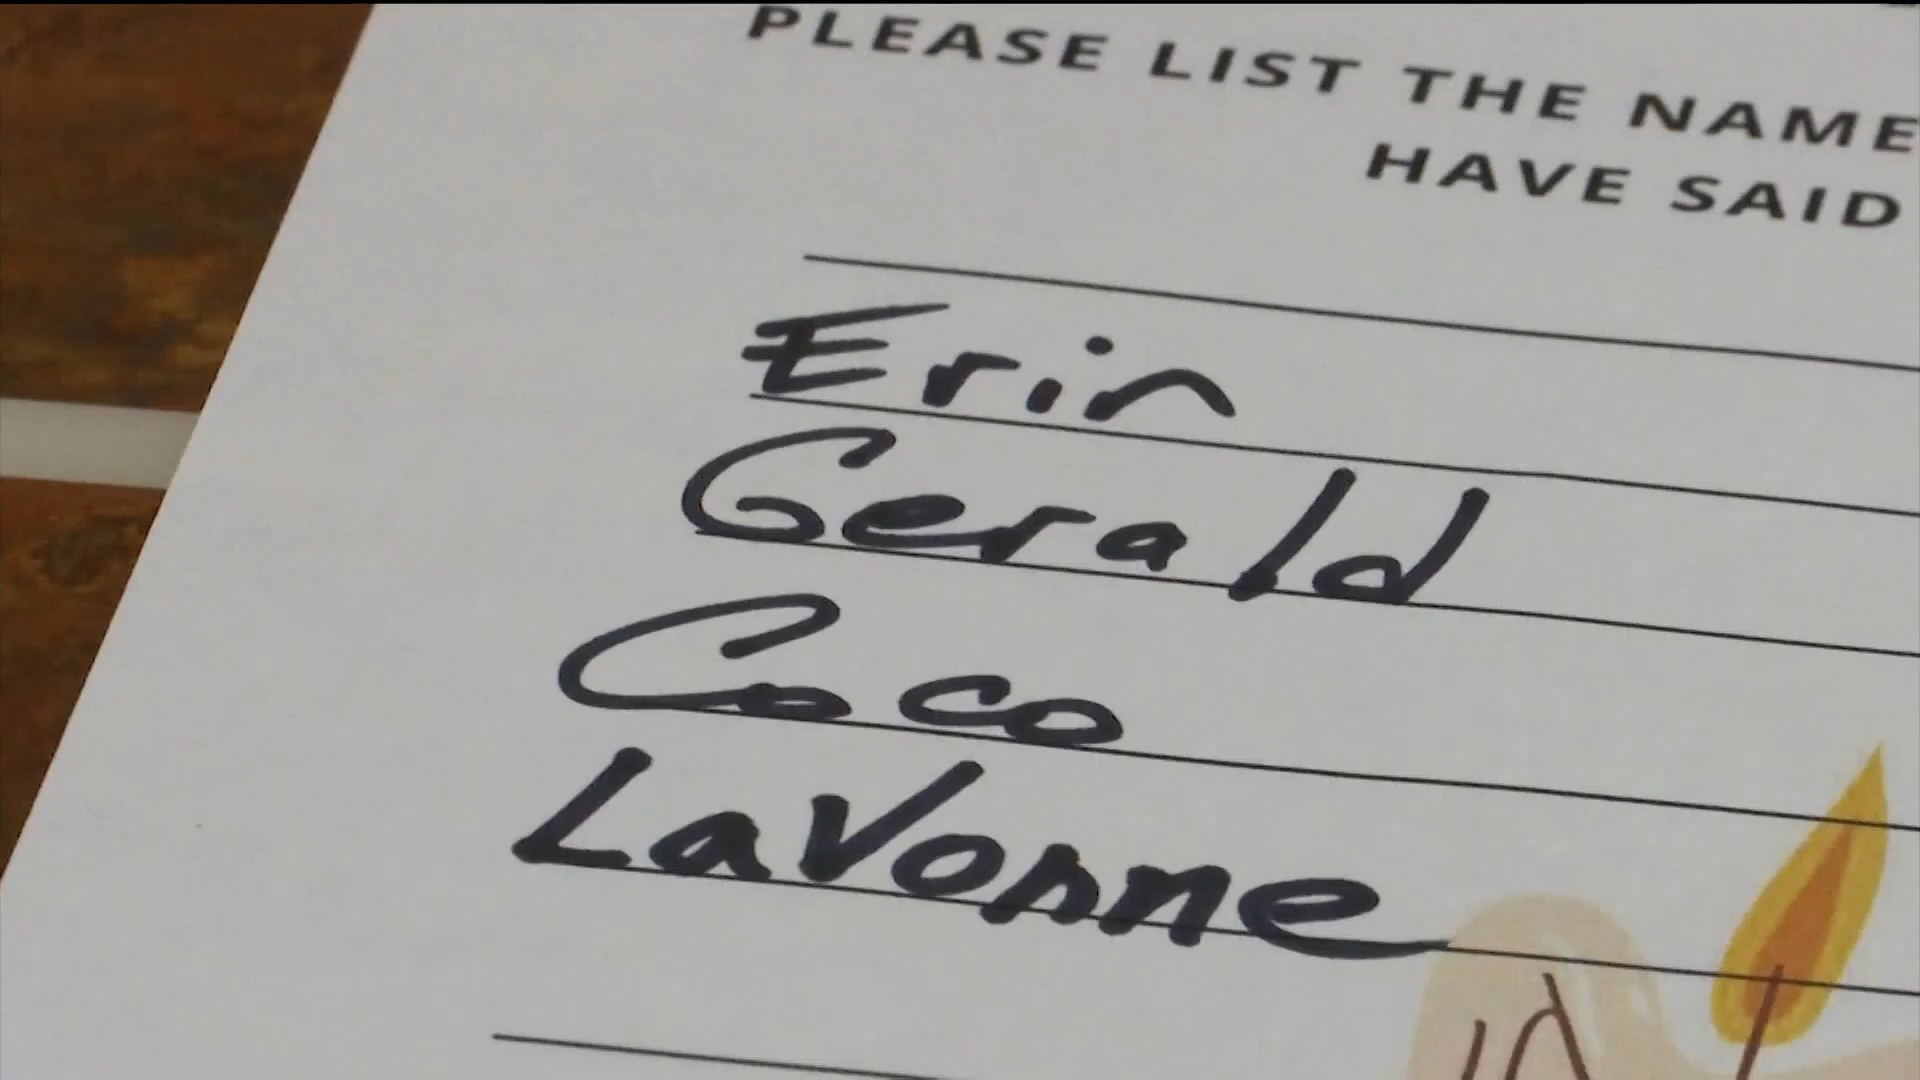 PLEASE LIST THE NAME
HAVE SAID
Erin
Gerald
Coco
LaVonne